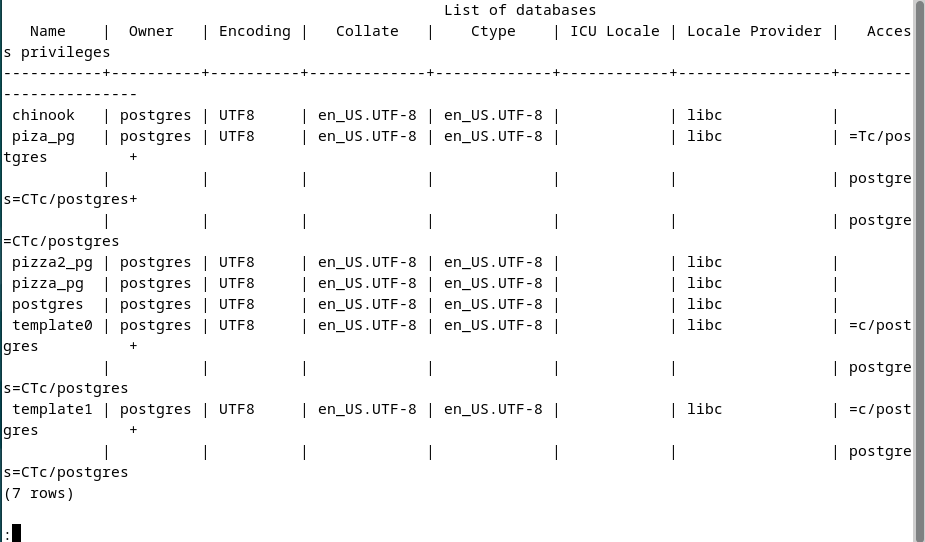 List of databases
   Name    |  Owner   | Encoding |   Collate   |    Ctype    | ICU Locale | Locale Provider |   Acces
s privileges
-----------+----------+----------+-------------+-------------+------------+-----------------+--------
---------------
 chinook   | postgres | UTF8     | en_US.UTF-8 | en_US.UTF-8 |            | libc            |
 piza_pg   | postgres | UTF8     | en_US.UTF-8 | en_US.UTF-8 |            | libc            | =Tc/pos
tgres         +
           |          |          |             |             |            |                 | postgre
s=CTc/postgres+
           |          |          |             |             |            |                 | postgre
=CTc/postgres
 pizza2_pg | postgres | UTF8     | en_US.UTF-8 | en_US.UTF-8 |            | libc            |
 pizza_pg  | postgres | UTF8     | en_US.UTF-8 | en_US.UTF-8 |            | libc            |
 postgres  | postgres | UTF8     | en_US.UTF-8 | en_US.UTF-8 |            | libc            |
 template0 | postgres | UTF8     | en_US.UTF-8 | en_US.UTF-8 |            | libc            | =c/post
gres          +
           |          |          |             |             |            |                 | postgre
s=CTc/postgres
 template1 | postgres | UTF8     | en_US.UTF-8 | en_US.UTF-8 |            | libc            | =c/post
gres          +
           |          |          |             |             |            |                 | postgre
s=CTc/postgres
(7 rows)

: